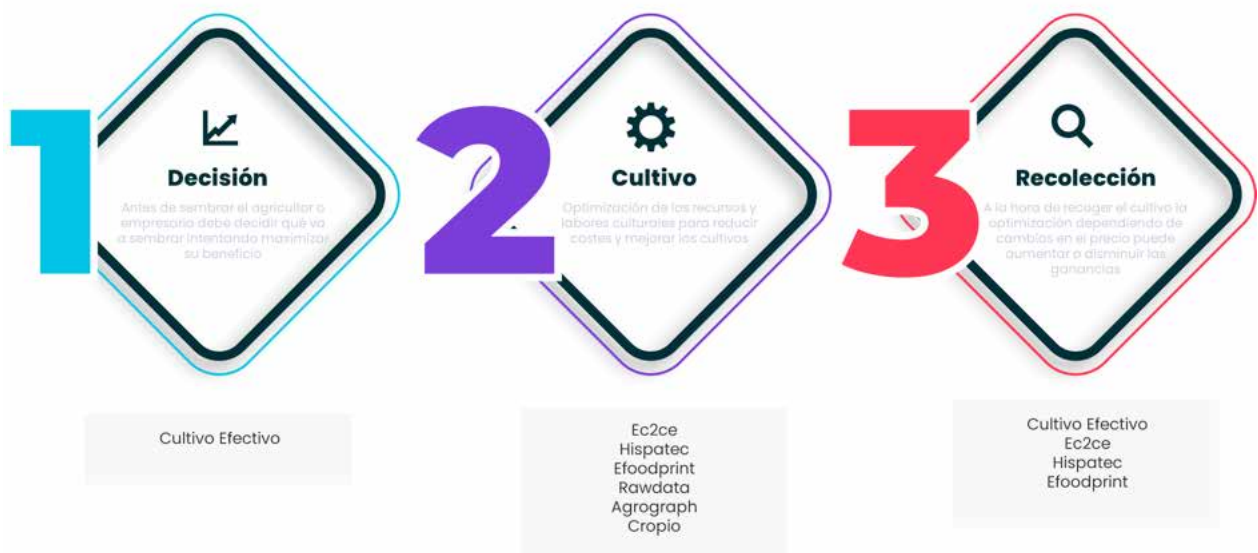 1
Decisión
Antes de sembrar el agricultor o
empresario debe decidir qué va
a sembrar intentando maximizar
su beneficio
Cultivo Efectivo
2
Cultivo
Optimización de los recursos y
labores culturales para reducir
costes y mejorar los cultivos
Ec2ce
Hispatec
Efoodprint
Rawdata
Agrograph
Cropio
3
Recolección
A la hora de recoger el cultivo la
optimización dependiendo de
cambios en el precio puede
aumentar o disminuir las
ganancias
Cultivo Efectivo
Ec2ce
Hispatec
Efoodprint